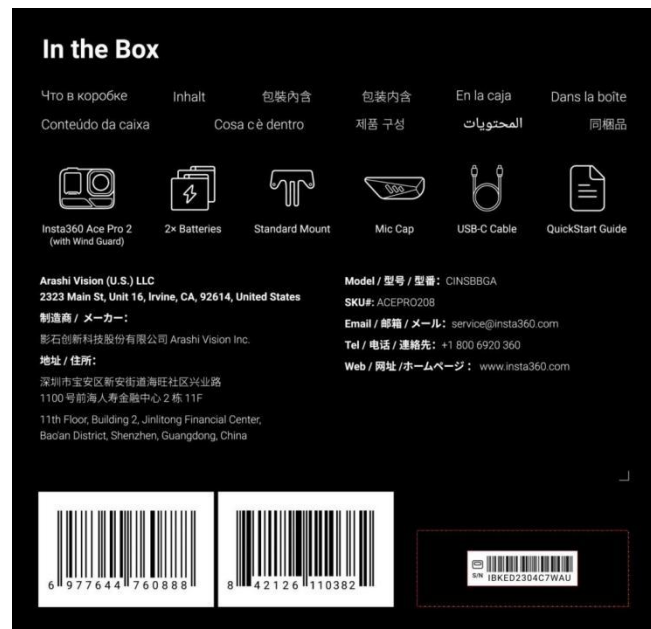 In the Box
Что в коробке Inhalt 包裝內含 包装内含 En la caja Dans la boîte
Conteúdo da caixa Cosa c è dentro 제품 구성 المحتويات 同梱品
Insta360 Ace Pro 2 2× Batteries Standard Mount Mic Cap USB-C Cable QuickStart Guide
(with Wind Guard)
Arashi Vision (U.S.) LLC
2323 Main St, Unit 16, Irvine, CA, 92614, United States
制造商 / メーカー：
影石创新科技股份有限公司 Arashi Vision Inc.
地址 / 住所：
深圳市宝安区新安街道海旺社区兴业路
1100 号前海人寿金融中心 2 栋 11F
11th Floor, Building 2, Jinlitong Financial Center,
Bao'an District, Shenzhen, Guangdong, China
Model / 型号 / 型番： CINSBBGA
SKU#: ACEPRO208
Email / 邮箱 / メール： service@insta360.com
Tel / 电话 / 連絡先： +1 800 6920 360
Web / 网址 /ホームページ： www.insta360.com
6 977644 760888
8 42126 110382
S/N IBKED2304C7WAU